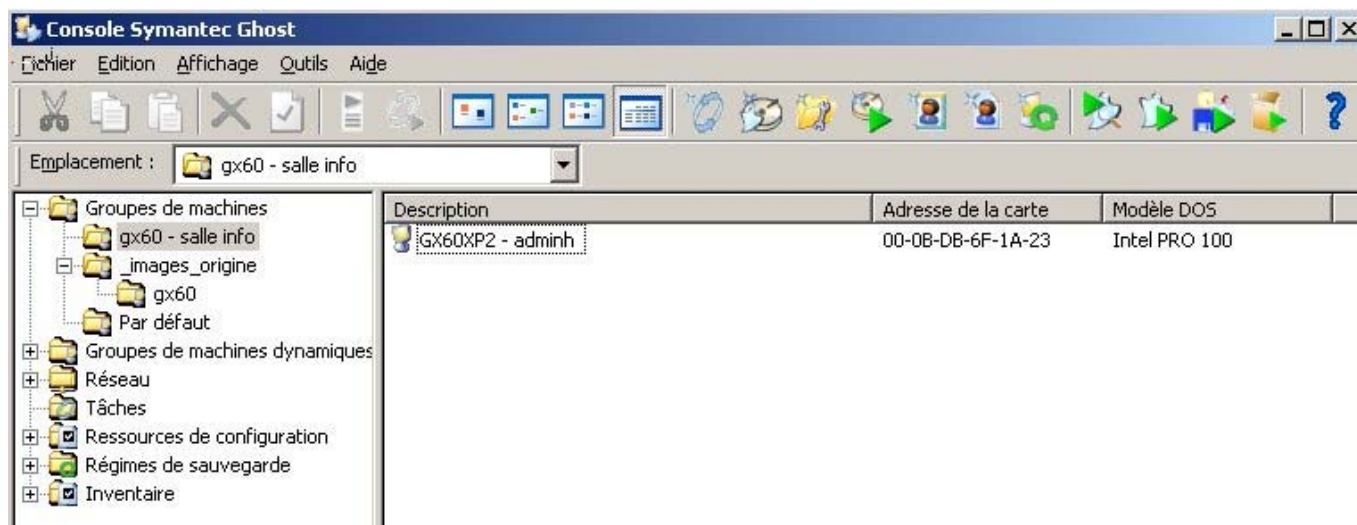 Console Symantec Ghost
Fichier Edition Affichage Outils Aide
Emplacement : gx60 - salle info
Groupes de machines
gx60 - salle info
_images_origine
gx60
Par défaut
Groupes de machines dynamiques
Réseau
Tâches
Ressources de configuration
Régimes de sauvegarde
Inventaire
Description Adresse de la carte Modèle DOS
GX60XP2 - adminh 00-0B-DB-6F-1A-23 Intel PRO 100